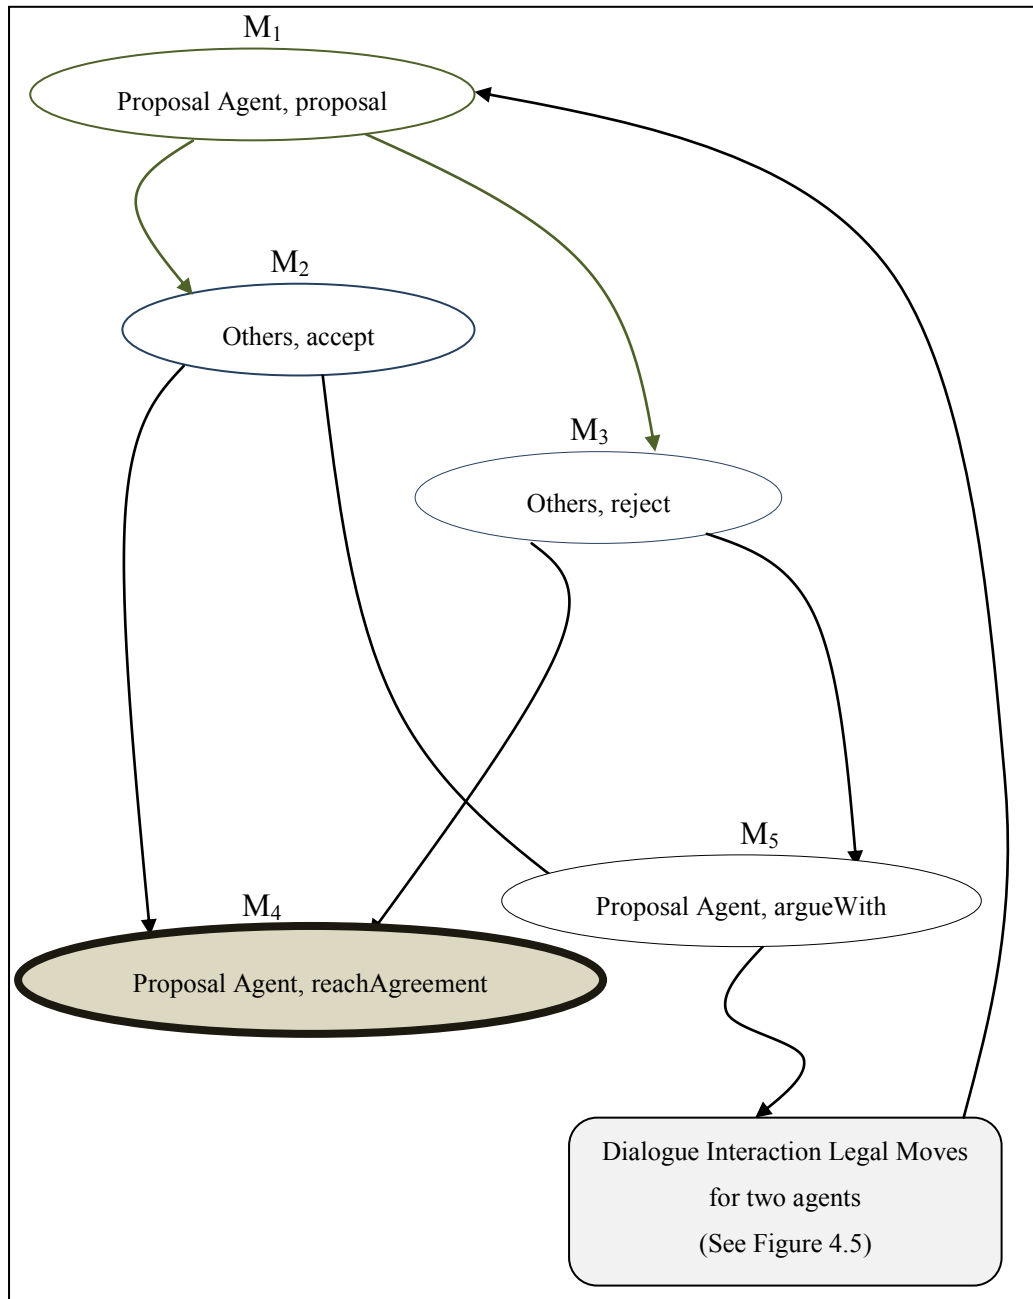 M₁
Proposal Agent, proposal
M₂
Others, accept
M₃
Others, reject
M₅
Proposal Agent, argueWith
M₄
Proposal Agent, reachAgreement
Dialogue Interaction Legal Moves
for two agents
(See Figure 4.5)